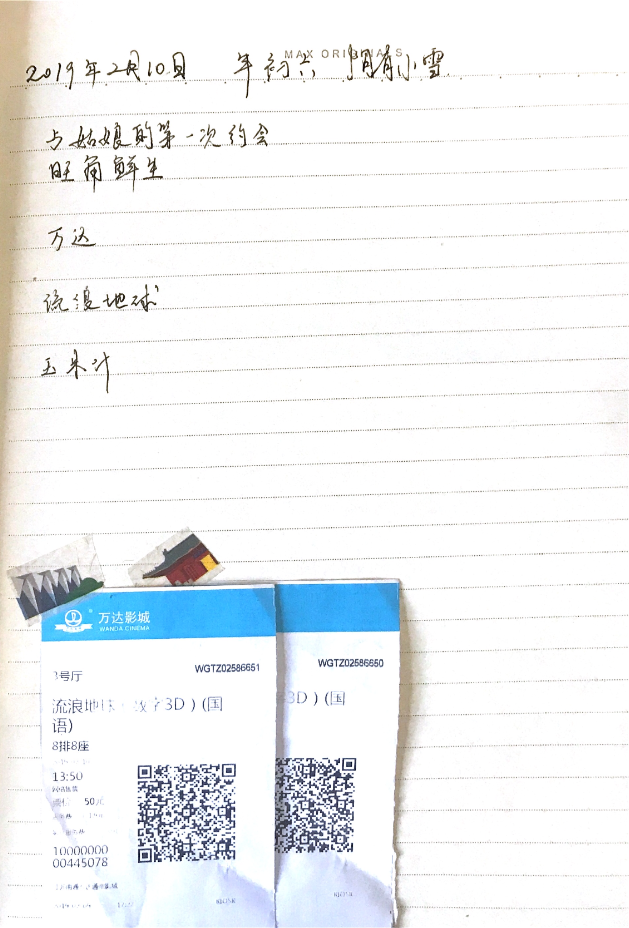 MAX ORIGINALS
2019年2月10日 年初六 阴有小雪
与姑娘的第一次约会
旺角鲜生
万达
流浪地球
玉米汁
万达影城
WANDA CINEMA
3号厅
WGTZ02586651
流浪地球 数字3D)(国
语)
8排8座
13:50
50元
10000000
00445078
WGTZ02586650
3D)(国